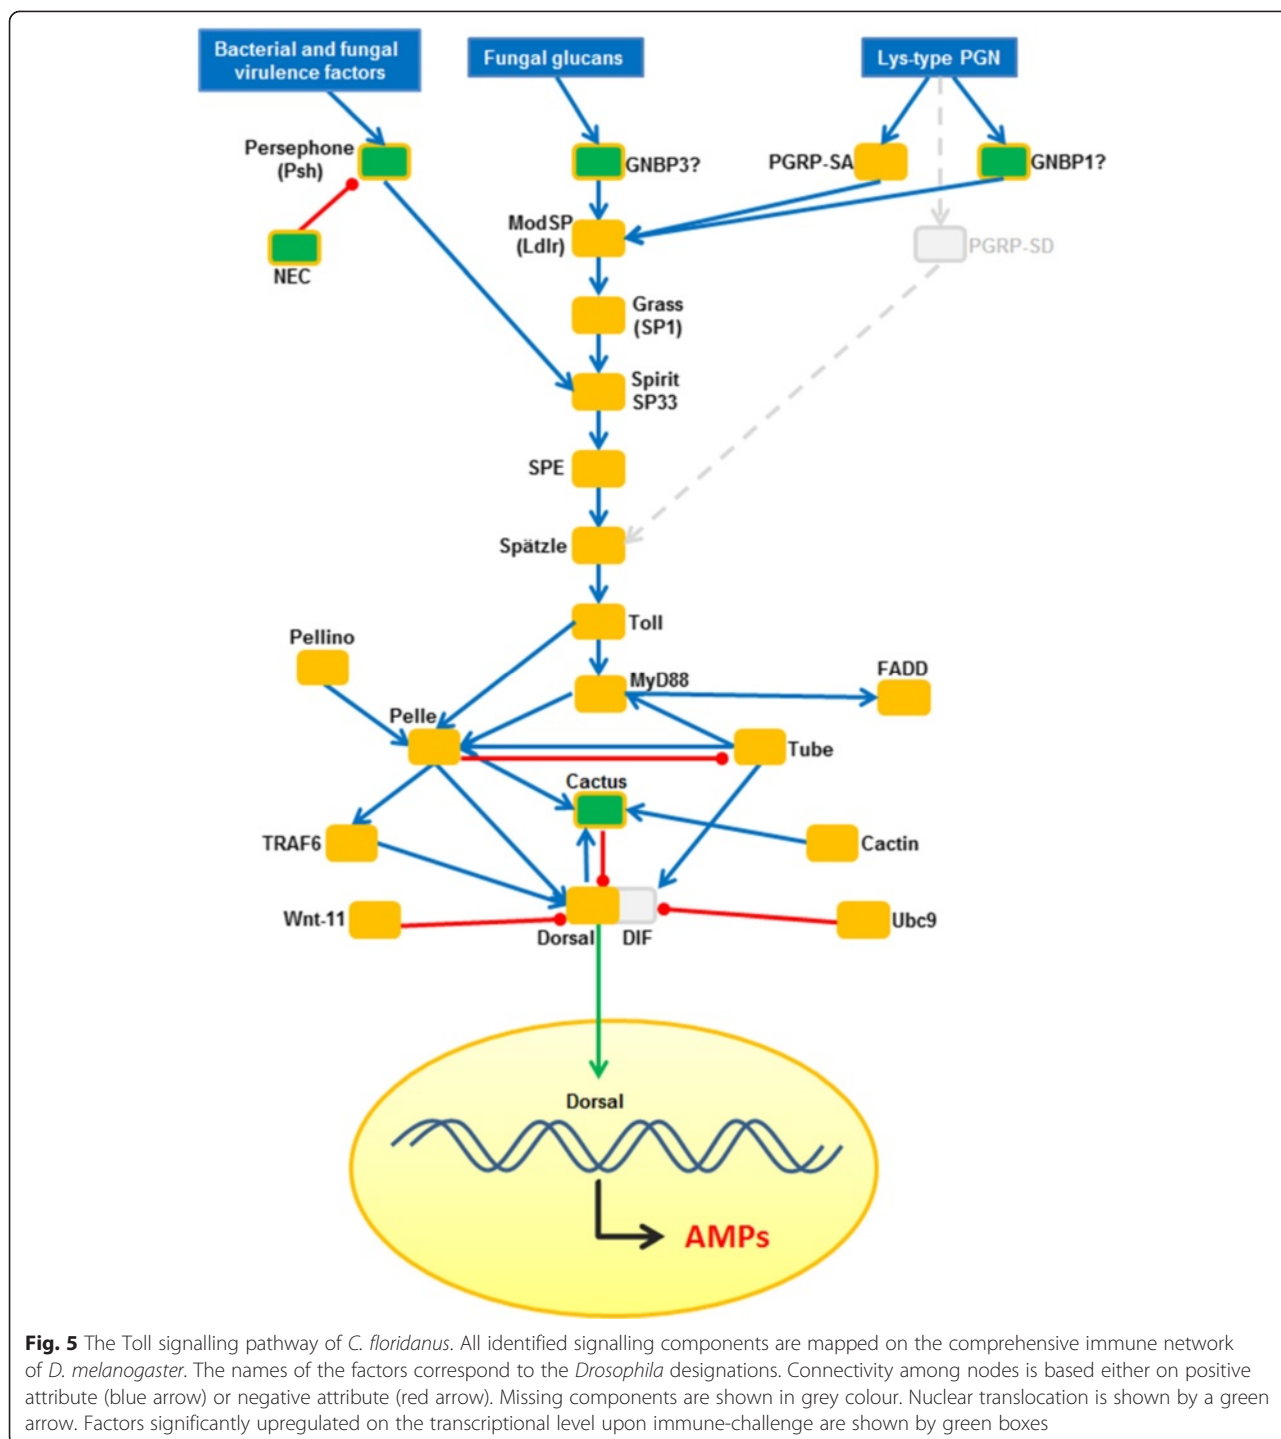 Bacterial and fungal
virulence factors
Fungal glucans
Lys-type PGN
Persephone
(Psh)
GNBP3?
PGRP-SA
GNBP1?
NEC
ModSP
(Ldlr)
PGRP-SD
Grass
(SP1)
Spirit
SP33
SPE
Spätzle
Toll
Pellino
MyD88
FADD
Pelle
Tube
Cactus
TRAF6
Cactin
Wnt-11
Ubc9
Dorsal
DIF
Dorsal
AMPs
Fig. 5 The Toll signalling pathway of C. floridanus. All identified signalling components are mapped on the comprehensive immune network
of D. melanogaster. The names of the factors correspond to the Drosophila designations. Connectivity among nodes is based either on positive
attribute (blue arrow) or negative attribute (red arrow). Missing components are shown in grey colour. Nuclear translocation is shown by a green
arrow. Factors significantly upregulated on the transcriptional level upon immune-challenge are shown by green boxes